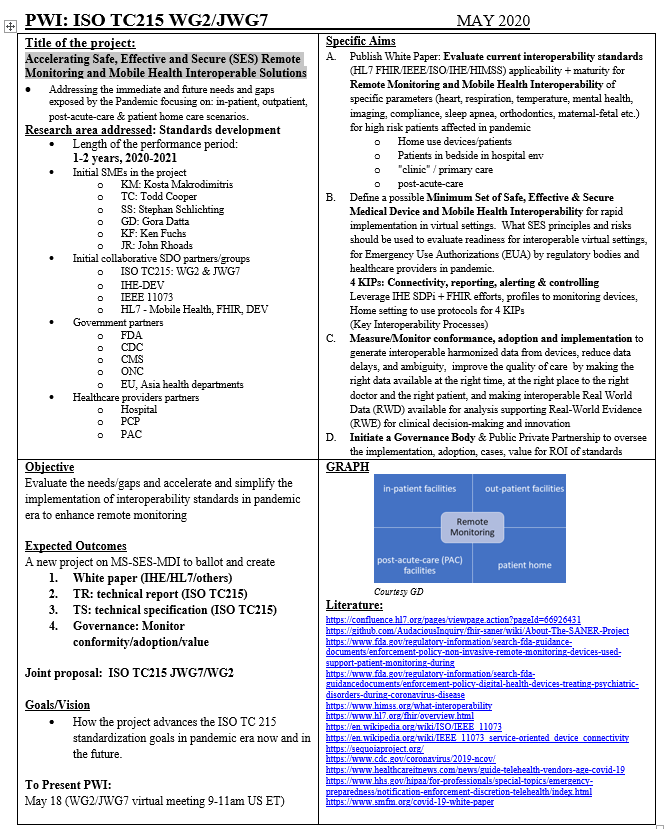 PWI: ISO TC215 WG2/JWG7 MAY 2020
Title of the project:
Accelerating Safe, Effective and Secure (SES) Remote
Monitoring and Mobile Health Interoperable Solutions
• Addressing the immediate and future needs and gaps
exposed by the Pandemic focusing on: in-patient, outpatient,
post-acute-care & patient home care scenarios.
Research area addressed: Standards development
• Length of the performance period:
1-2 years, 2020-2021
• Initial SMEs in the project
o KM: Kosta Makrodimitris
o TC: Todd Cooper
o SS: Stephan Schlichting
o GD: Gora Datta
o KF: Ken Fuchs
o JR: John Rhoads
• Initial collaborative SDO partners/groups
o ISO TC215: WG2 & JWG7
o IHE-DEV
o IEEE 11073
o HL7 - Mobile Health, FHIR, DEV
• Government partners
o FDA
o CDC
o CMS
o ONC
o EU, Asia health departments
• Healthcare providers partners
o Hospital
o PCP
o PAC
Specific Aims
A. Publish White Paper: Evaluate current interoperability standards
(HL7 FHIR/IEEE/ISO/IHE/HIMSS) applicability + maturity for
Remote Monitoring and Mobile Health Interoperability of
specific parameters (heart, respiration, temperature, mental health,
imaging, compliance, sleep apnea, orthodontics, maternal-fetal etc.)
for high risk patients affected in pandemic
o Home use devices/patients
o Patients in bedside in hospital env
o "clinic" / primary care
o post-acute-care
B. Define a possible Minimum Set of Safe, Effective & Secure
Medical Device and Mobile Health Interoperability for rapid
implementation in virtual settings. What SES principles and risks
should be used to evaluate readiness for interoperable virtual settings,
for Emergency Use Authorizations (EUA) by regulatory bodies and
healthcare providers in pandemic.
4 KIPs: Connectivity, reporting, alerting & controlling
Leverage IHE SDPi + FHIR efforts, profiles to monitoring devices,
Home setting to use protocols for 4 KIPs
(Key Interoperability Processes)
C. Measure/Monitor conformance, adoption and implementation to
generate interoperable harmonized data from devices, reduce data
delays, and ambiguity, improve the quality of care by making the
right data available at the right time, at the right place to the right
doctor and the right patient, and making interoperable Real World
Data (RWD) available for analysis supporting Real-World Evidence
(RWE) for clinical decision-making and innovation
D. Initiate a Governance Body & Public Private Partnership to oversee
the implementation, adoption, cases, value for ROI of standards
Objective
Evaluate the needs/gaps and accelerate and simplify the
implementation of interoperability standards in pandemic
era to enhance remote monitoring
Expected Outcomes
A new project on MS-SES-MDI to ballot and create
1. White paper (IHE/HL7/others)
2. TR: technical report (ISO TC215)
3. TS: technical specification (ISO TC215)
4. Governance: Monitor
conformity/adoption/value
Joint proposal: ISO TC215 JWG7/WG2
Goals/Vision
• How the project advances the ISO TC 215
standardization goals in pandemic era now and in
the future.
To Present PWI:
May 18 (WG2/JWG7 virtual meeting 9-11am US ET)
GRAPH
in-patient facilities
out-patient facilities
Remote
Monitoring
post-acute-care (PAC)
facilities
patient home
Courtesy GD
Literature:
https://confluence.hl7.org/pages/viewpage.action?pageId=66926431
https://github.com/AudaciousInquiry/fhir-saner/wiki/About-The-SANER-Project
https://www.fda.gov/regulatory-information/search-fda-guidance-
documents/enforcement-policy-non-invasive-remote-monitoring-devices-used-
support-patient-monitoring-during
https://www.fda.gov/regulatory-information/search-fda-
guidancedocuments/enforcement-policy-digital-health-devices-treating-psychiatric-
disorders-during-coronavirus-disease
https://www.himss.org/what-interoperability
https://www.hl7.org/fhir/overview.html
https://en.wikipedia.org/wiki/ISO/IEEE_11073
https://en.wikipedia.org/wiki/IEEE_11073_service-oriented_device_connectivity
https://sequoiaproject.org/
https://www.cdc.gov/coronavirus/2019-ncov/
https://www.healthcareitnews.com/news/guide-telehealth-vendors-age-covid-19
https://www.hhs.gov/hipaa/for-professionals/special-topics/emergency-
preparedness/notification-enforcement-discretion-telehealth/index.html
https://www.smfm.org/covid-19-white-paper